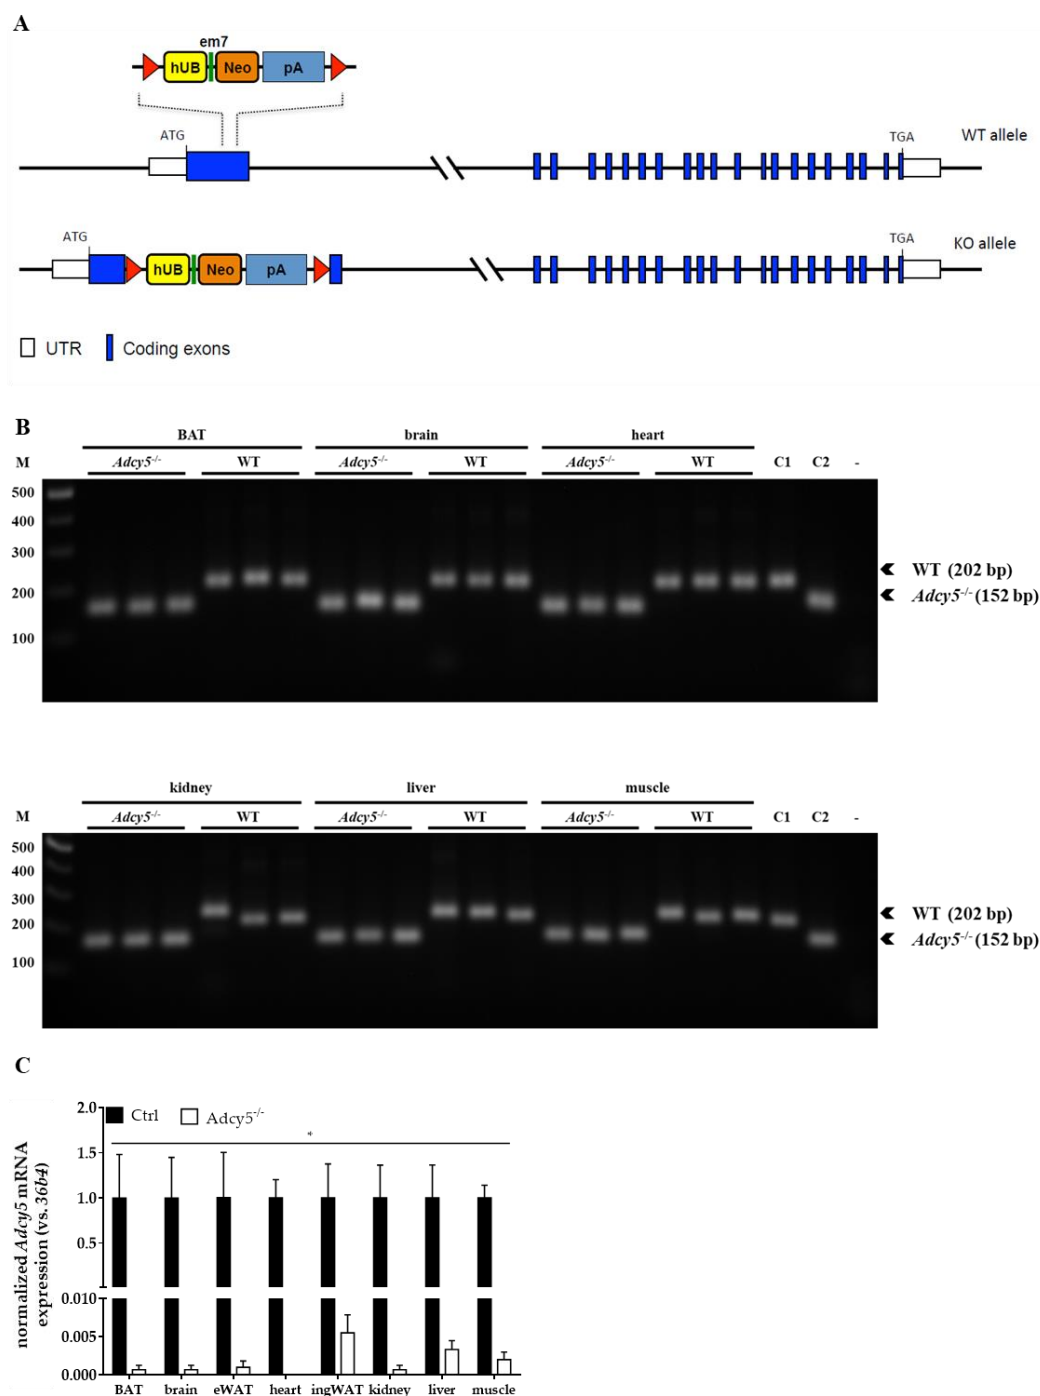 A
em7
hUB Neo pA
ATG
TGA
WT allele
ATG
TGA
KO allele
hUB Neo pA
UTR Coding exons
B
BAT brain heart
M Adcy5-/- WT Adcy5-/- WT Adcy5-/- WT C1 C2 -
500
400
300
200
100
WT (202 bp)
Adcy5-/- (152 bp)
kidney liver muscle
M Adcy5-/- WT Adcy5-/- WT Adcy5-/- WT C1 C2 -
500
400
300
200
100
WT (202 bp)
Adcy5-/- (152 bp)
C
normalized Adcy5 mRNA
expression (vs. 36b4)
2.0
1.5
1.0
0.5
0.010
0.005
0.000
Ctrl Adcy5-/-
*
BAT brain eWAT heart ingWAT kidney liver muscle